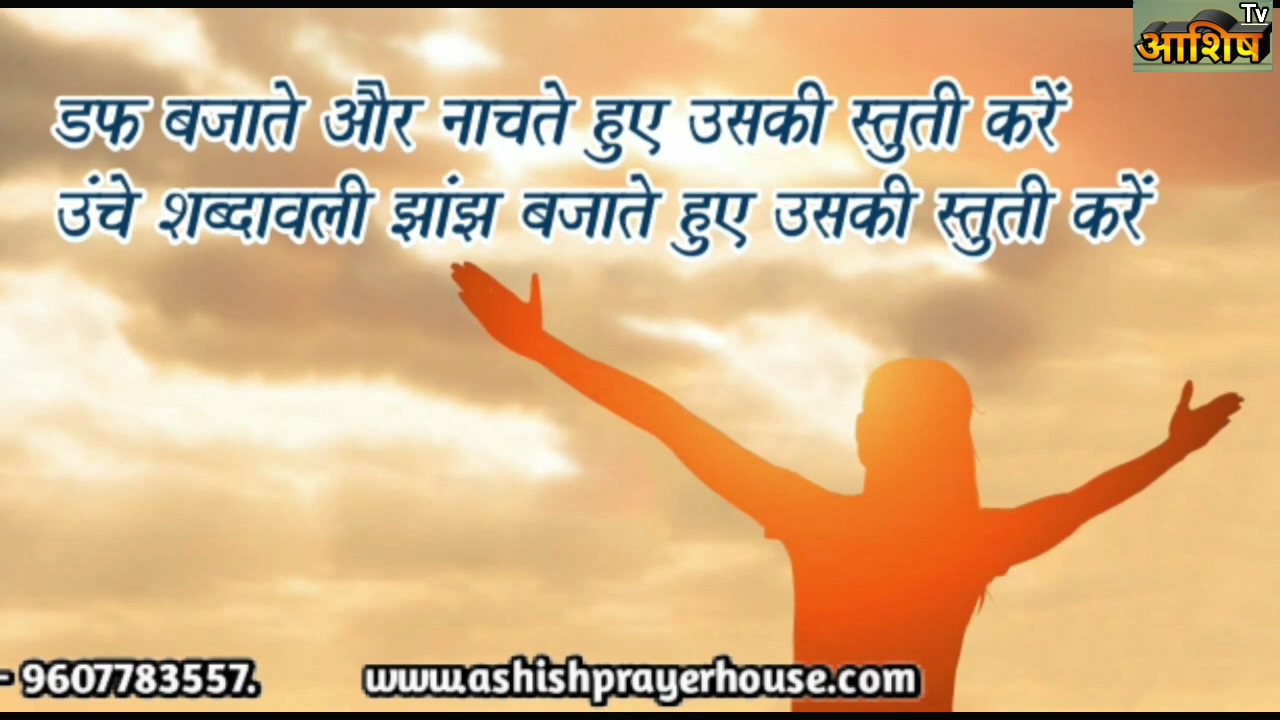 Tv
आशिष
डफ बजाते और नाचते हुए उसकी स्तुती करें
उंचे शब्दावली झांझ बजाते हुए उसकी स्तुती करें
- 9607783557. www.ashishprayerhouse.com